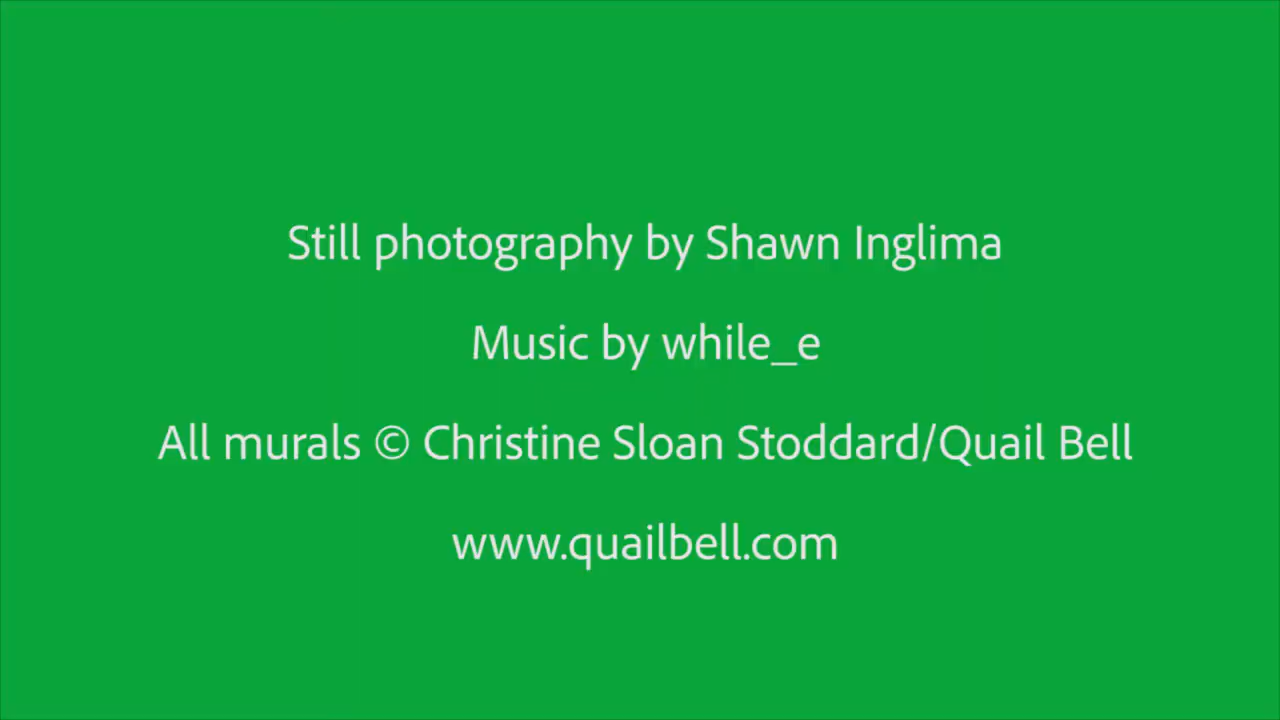 Still photography by Shawn Inglima
Music by while_e
All murals © Christine Sloan Stoddard/Quail Bell
www.quailbell.com